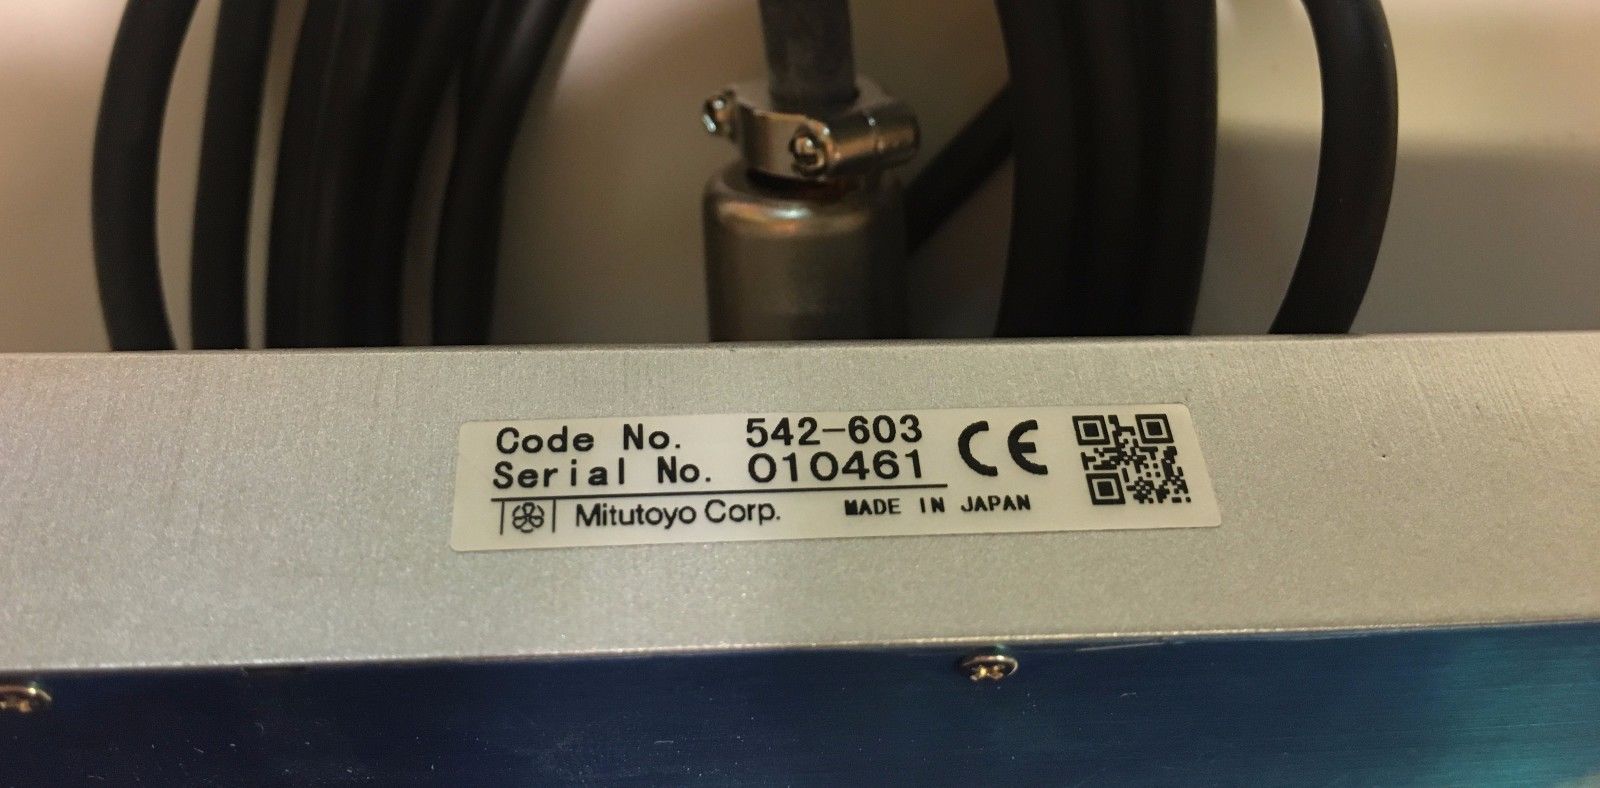 Code No. 542-603
Serial No. 010461
CE
Mitutoyo Corp. MADE IN JAPAN